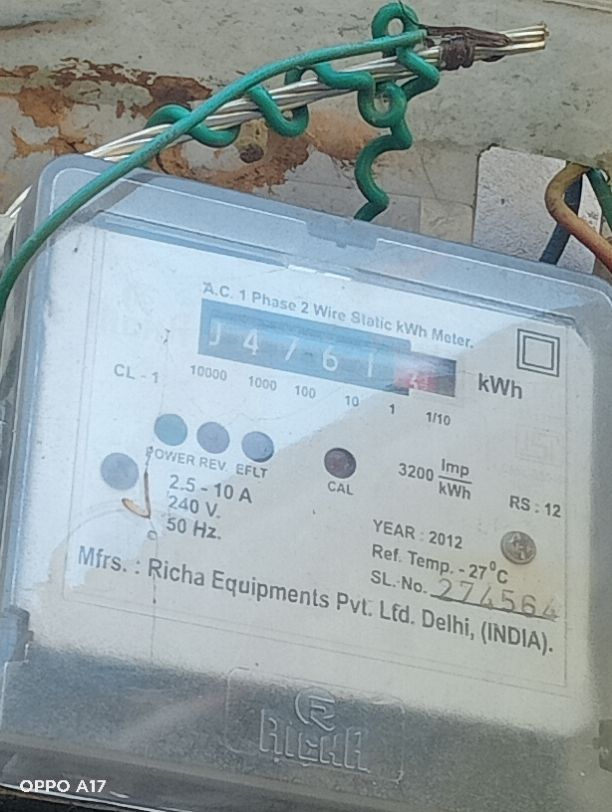 A.C. 1 Phase 2 Wire Static kWh Meter.
4 7 6 1
kWh
CL - 1
10000 1000 100 10 1 1/10
POWER REV. EFLT
CAL
3200 Imp/kWh
RS : 12
2.5 - 10 A
240 V.
50 Hz.
YEAR : 2012
Ref. Temp. - 27°C
SL. No. 274564
Mfrs. : Richa Equipments Pvt. Ltd. Delhi, (INDIA).
R
RICHA
OPPO A17